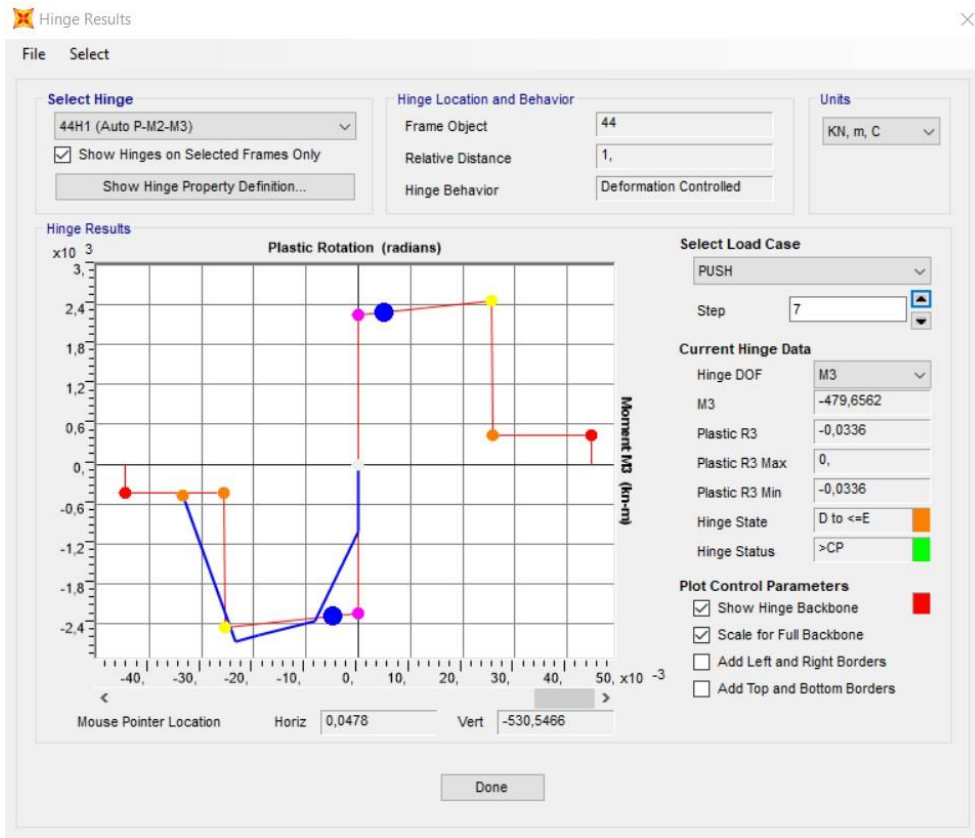 Hinge Results
File Select
Select Hinge
44H1 (Auto P-M2-M3)
Show Hinges on Selected Frames Only
Show Hinge Property Definition...
Hinge Location and Behavior
Frame Object 44
Relative Distance 1,
Hinge Behavior Deformation Controlled
Units
KN, m, C
Hinge Results
x10 3
Plastic Rotation (radians)
3,
2,4
1,8
1,2
0,6
0,
-0,6
-1,2
-1,8
-2,4
Moment M3 (kn-m)
-40, -30, -20, -10, 0, 10, 20, 30, 40, 50, x10 -3
Mouse Pointer Location Horiz 0,0478 Vert -530,5466
Select Load Case
PUSH
Step 7
Current Hinge Data
Hinge DOF M3
M3 -479,6562
Plastic R3 -0,0336
Plastic R3 Max 0,
Plastic R3 Min -0,0336
Hinge State D to <=E
Hinge Status >CP
Plot Control Parameters
Show Hinge Backbone
Scale for Full Backbone
Add Left and Right Borders
Add Top and Bottom Borders
Done